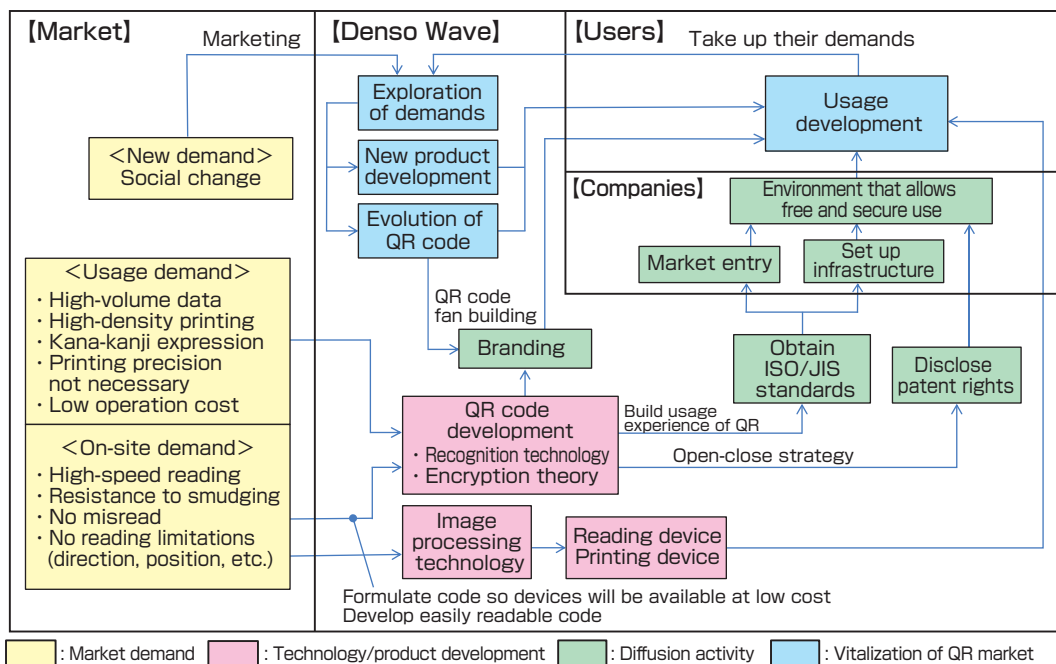 【Market】
Marketing
<New demand>
Social change
<Usage demand>
・High-volume data
・High-density printing
・Kana-kanji expression
・Printing precision
not necessary
・Low operation cost
<On-site demand>
・High-speed reading
・Resistance to smudging
・No misread
・No reading limitations
(direction, position, etc.)
【Denso Wave】
Exploration
of demands
New product
development
Evolution of
QR code
QR code
fan building
Branding
QR code
development
・Recognition technology
・Encryption theory
Build usage
experience of QR
Open-close strategy
Image
processing
technology
Reading device
Printing device
Formulate code so devices will be available at low cost
Develop easily readable code
【Users】
Take up their demands
Usage
development
【Companies】
Environment that allows
free and secure use
Market entry
Set up
infrastructure
Obtain
ISO/JIS
standards
Disclose
patent rights
: Market demand
: Technology/product development
: Diffusion activity
: Vitalization of QR market